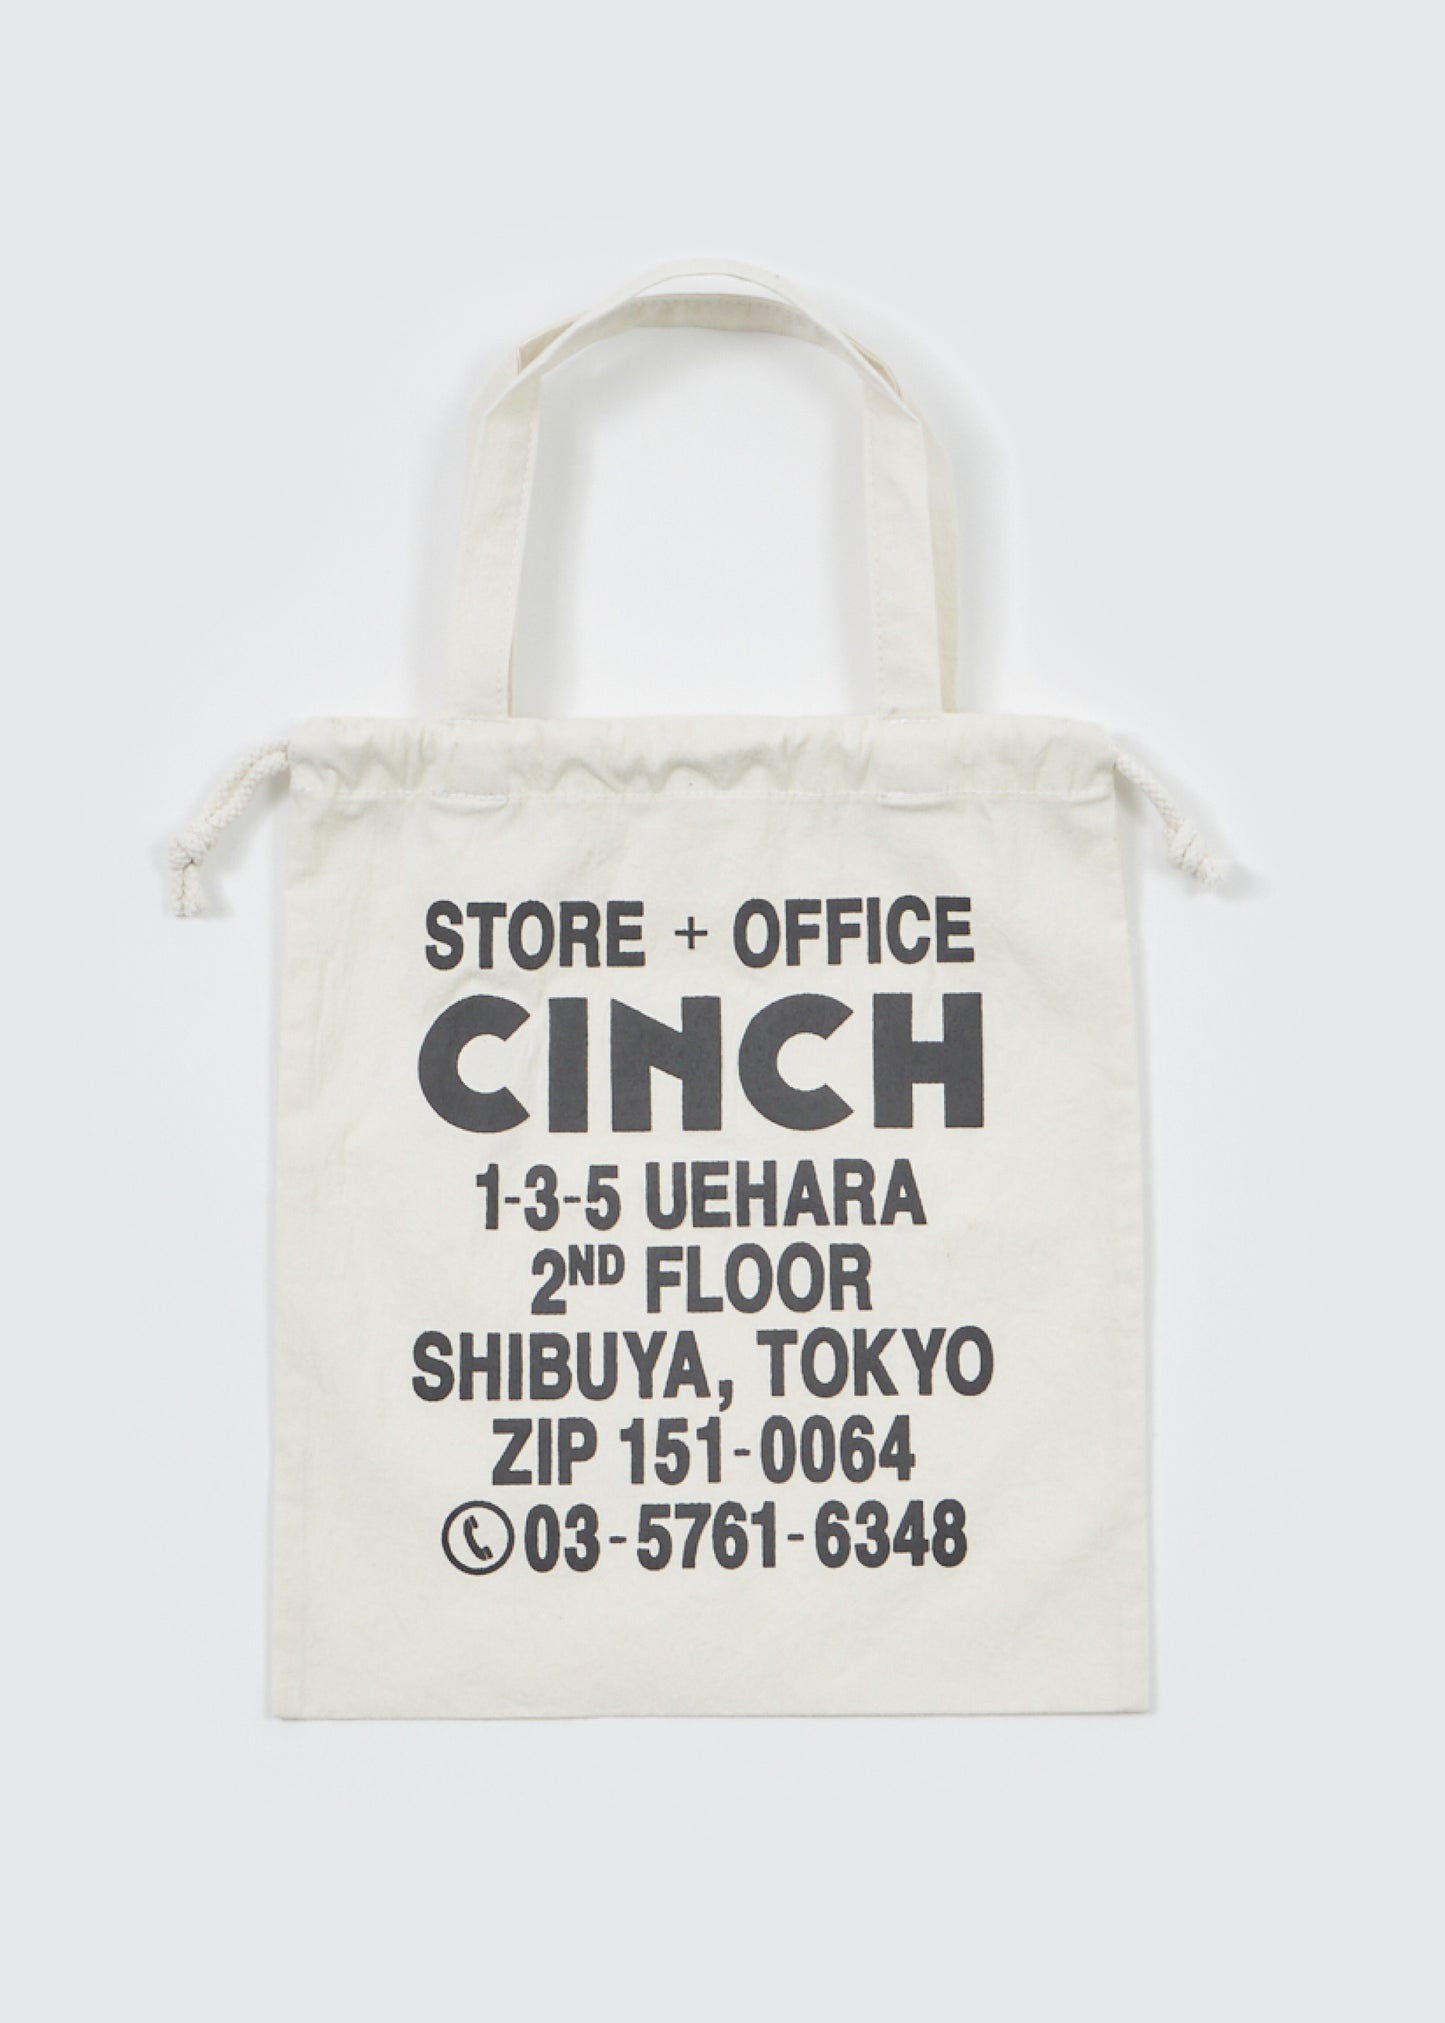 STORE + OFFICE
CINCH
1-3-5 UEHARA
2ND FLOOR
SHIBUYA, TOKYO
ZIP 151-0064
03-5761-6348